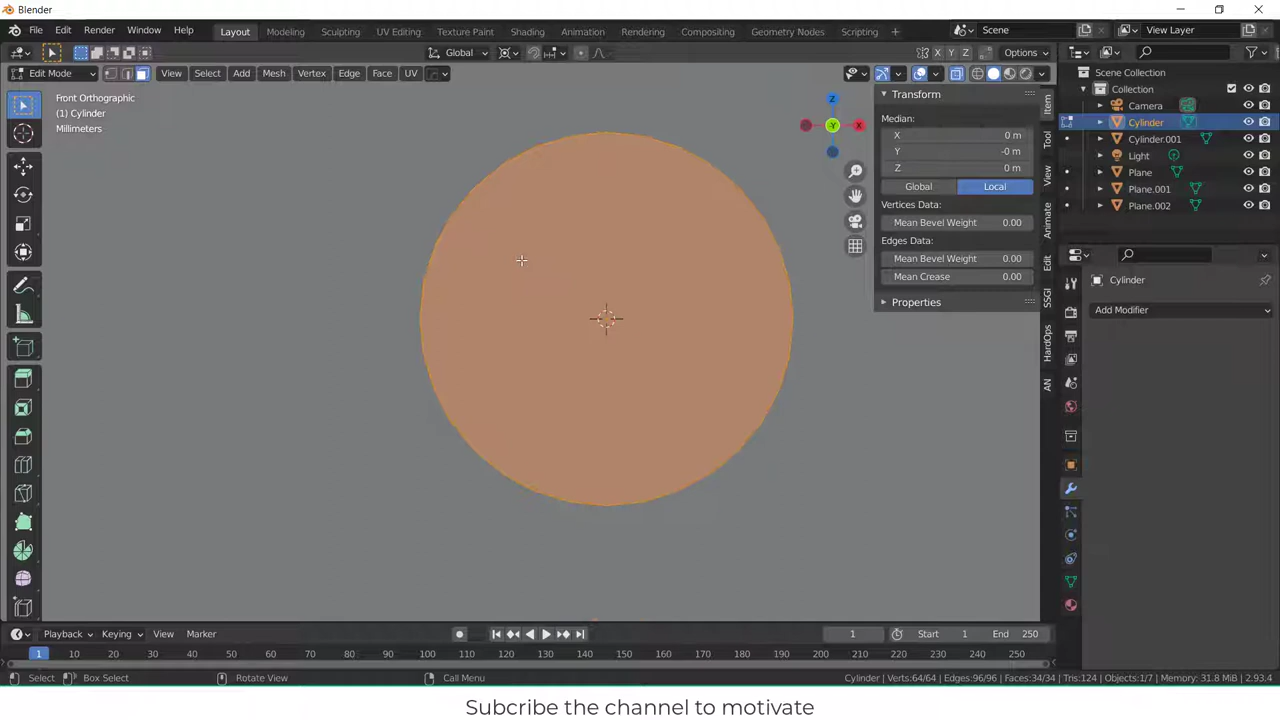 Blender
File Edit Render Window Help Layout Modeling Sculpting UV Editing Texture Paint Shading Animation Rendering Compositing Geometry Nodes Scripting + Scene View Layer
Global X Y Z Options
Edit Mode View Select Add Mesh Vertex Edge Face UV
Front Orthographic
(1) Cylinder
Millimeters
Z
X
Y
Transform
Median:
X 0 m
Y -0 m
Z 0 m
Global Local
Vertices Data:
Mean Bevel Weight 0.00
Edges Data:
Mean Bevel Weight 0.00
Mean Crease 0.00
Properties
Item
Tool
View
Animate
Edit
SSGI
HardOps
AN
Scene Collection
Collection
Camera
Cylinder
Cylinder.001
Light
Plane
Plane.001
Plane.002
Cylinder
Add Modifier
Playback Keying View Marker 1 Start 1 End 250
1 10 20 30 40 50 60 70 80 90 100 110 120 130 140 150 160 170 180 190 200 210 220 230 240 250
Select Box Select Rotate View Call Menu Cylinder | Verts:64/64 | Edges:96/96 | Faces:34/34 | Tris:124 | Objects:1/7 | Memory: 31.8 MiB | 2.93.4
Subcribe the channel to motivate